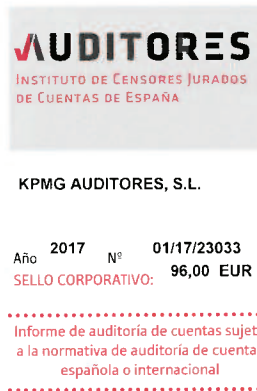 AUDITORES
INSTITUTO DE CENSORES JURADOS
DE CUENTAS DE ESPAÑA
KPMG AUDITORES, S.L.
Año 2017 Nº 01/17/23033
SELLO CORPORATIVO: 96,00 EUR
Informe de auditoría de cuentas sujet
a la normativa de auditoría de cuenta
española o internacional